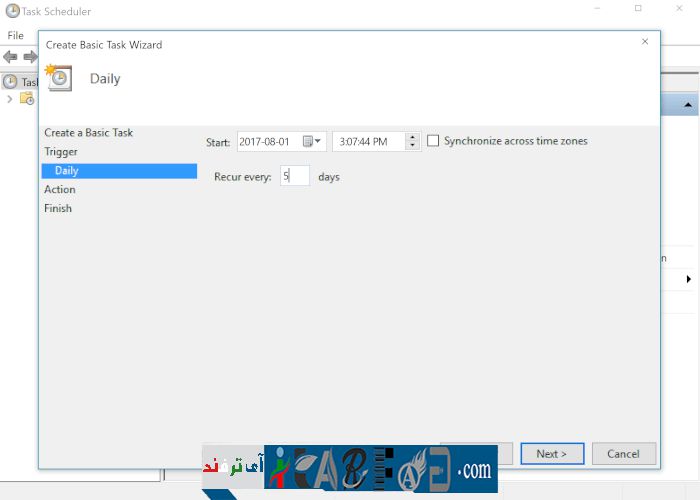 Task Scheduler
File
Create Basic Task Wizard
Daily
Create a Basic Task
Trigger
Daily
Action
Finish
Start: 2017-08-01 3:07:44 PM Synchronize across time zones
Recur every: 5 days
Next > Cancel
آی ترفند
.com